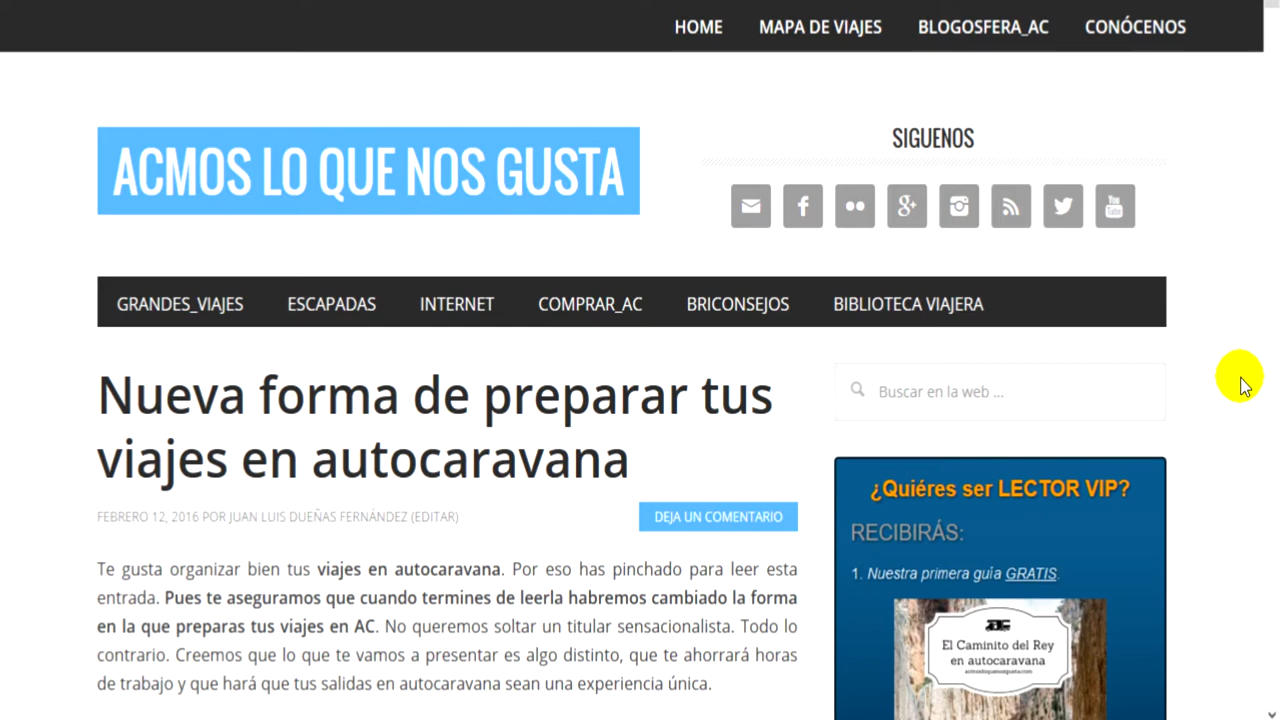 HOME MAPA DE VIAJES BLOGOSFERA_AC CONÓCENOS
ACMOS LO QUE NOS GUSTA
SIGUENOS
You Tube
GRANDES_VIAJES ESCAPADAS INTERNET COMPRAR_AC BRICONSEJOS BIBLIOTECA VIAJERA
Nueva forma de preparar tus
viajes en autocaravana
FEBRERO 12, 2016 POR JUAN LUIS DUEÑAS FERNÁNDEZ (EDITAR)
DEJA UN COMENTARIO
Te gusta organizar bien tus viajes en autocaravana. Por eso has pinchado para leer esta
entrada. Pues te aseguramos que cuando termines de leerla habremos cambiado la forma
en la que preparas tus viajes en AC. No queremos soltar un titular sensacionalista. Todo lo
contrario. Creemos que lo que te vamos a presentar es algo distinto, que te ahorrará horas
de trabajo y que hará que tus salidas en autocaravana sean una experiencia única.
Buscar en la web ...
¿Quiéres ser LECTOR VIP?
RECIBIRÁS:
1. Nuestra primera guía GRATIS.
El Caminito del Rey
en autocaravana
acmosloquenosgusta.com